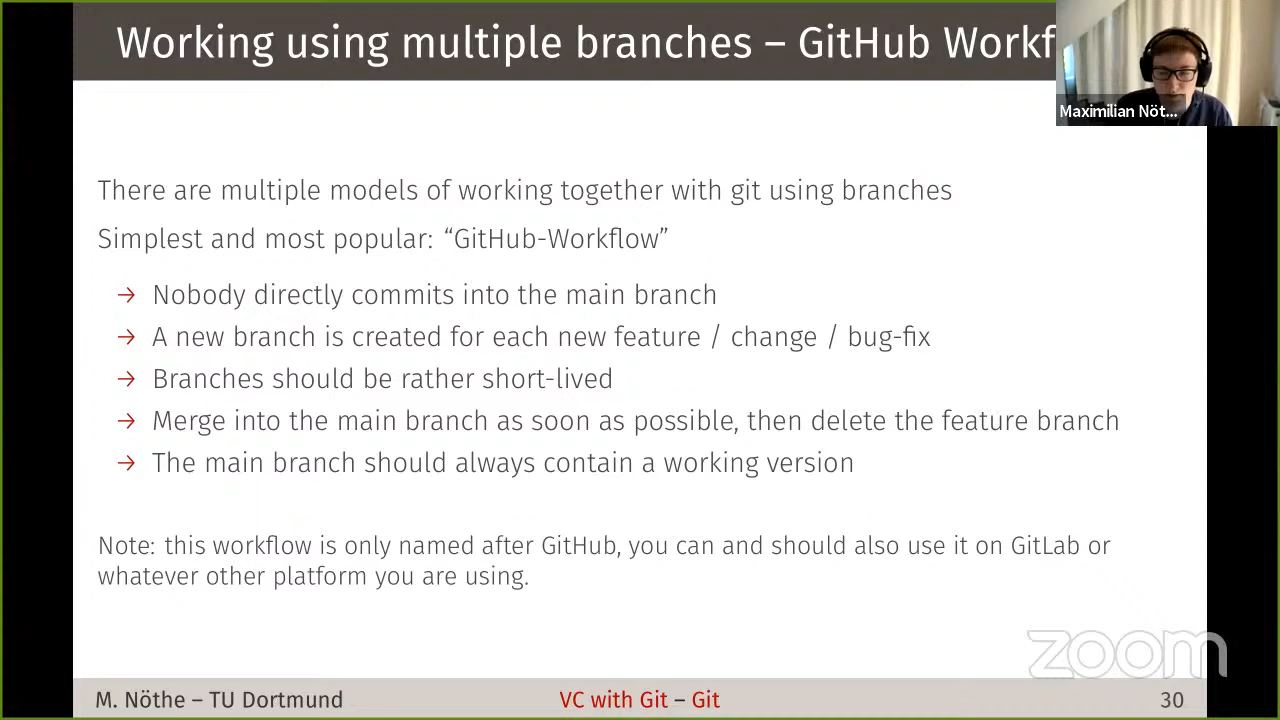 Working using multiple branches – GitHub Workf
Maximilian Nöt...
There are multiple models of working together with git using branches
Simplest and most popular: “GitHub-Workflow”
→ Nobody directly commits into the main branch
→ A new branch is created for each new feature / change / bug-fix
→ Branches should be rather short-lived
→ Merge into the main branch as soon as possible, then delete the feature branch
→ The main branch should always contain a working version
Note: this workflow is only named after GitHub, you can and should also use it on GitLab or
whatever other platform you are using.
zoom
M. Nöthe – TU Dortmund VC with Git – Git 30